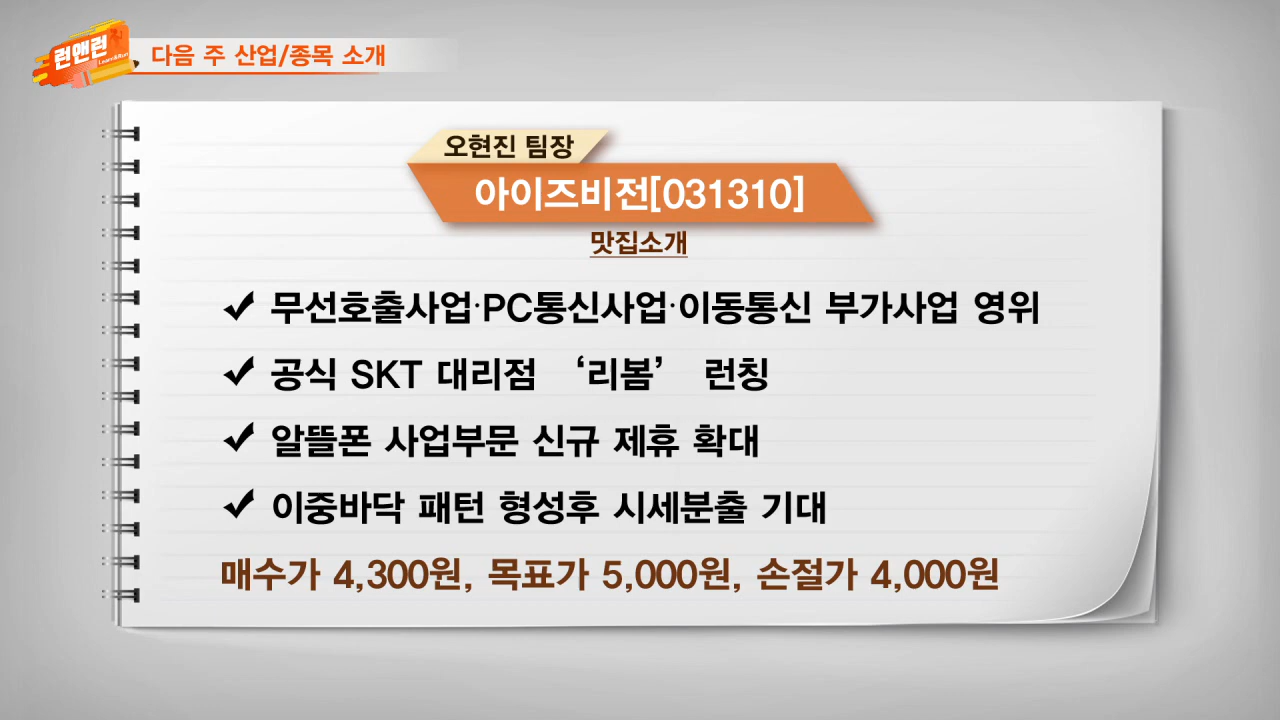 런앤런
Learn&Run
다음 주 산업/종목 소개
오현진 팀장
아이즈비전[031310]
맛집소개
✔ 무선호출사업·PC통신사업·이동통신 부가사업 영위
✔ 공식 SKT 대리점 ‘리봄’ 런칭
✔ 알뜰폰 사업부문 신규 제휴 확대
✔ 이중바닥 패턴 형성후 시세분출 기대
매수가 4,300원, 목표가 5,000원, 손절가 4,000원